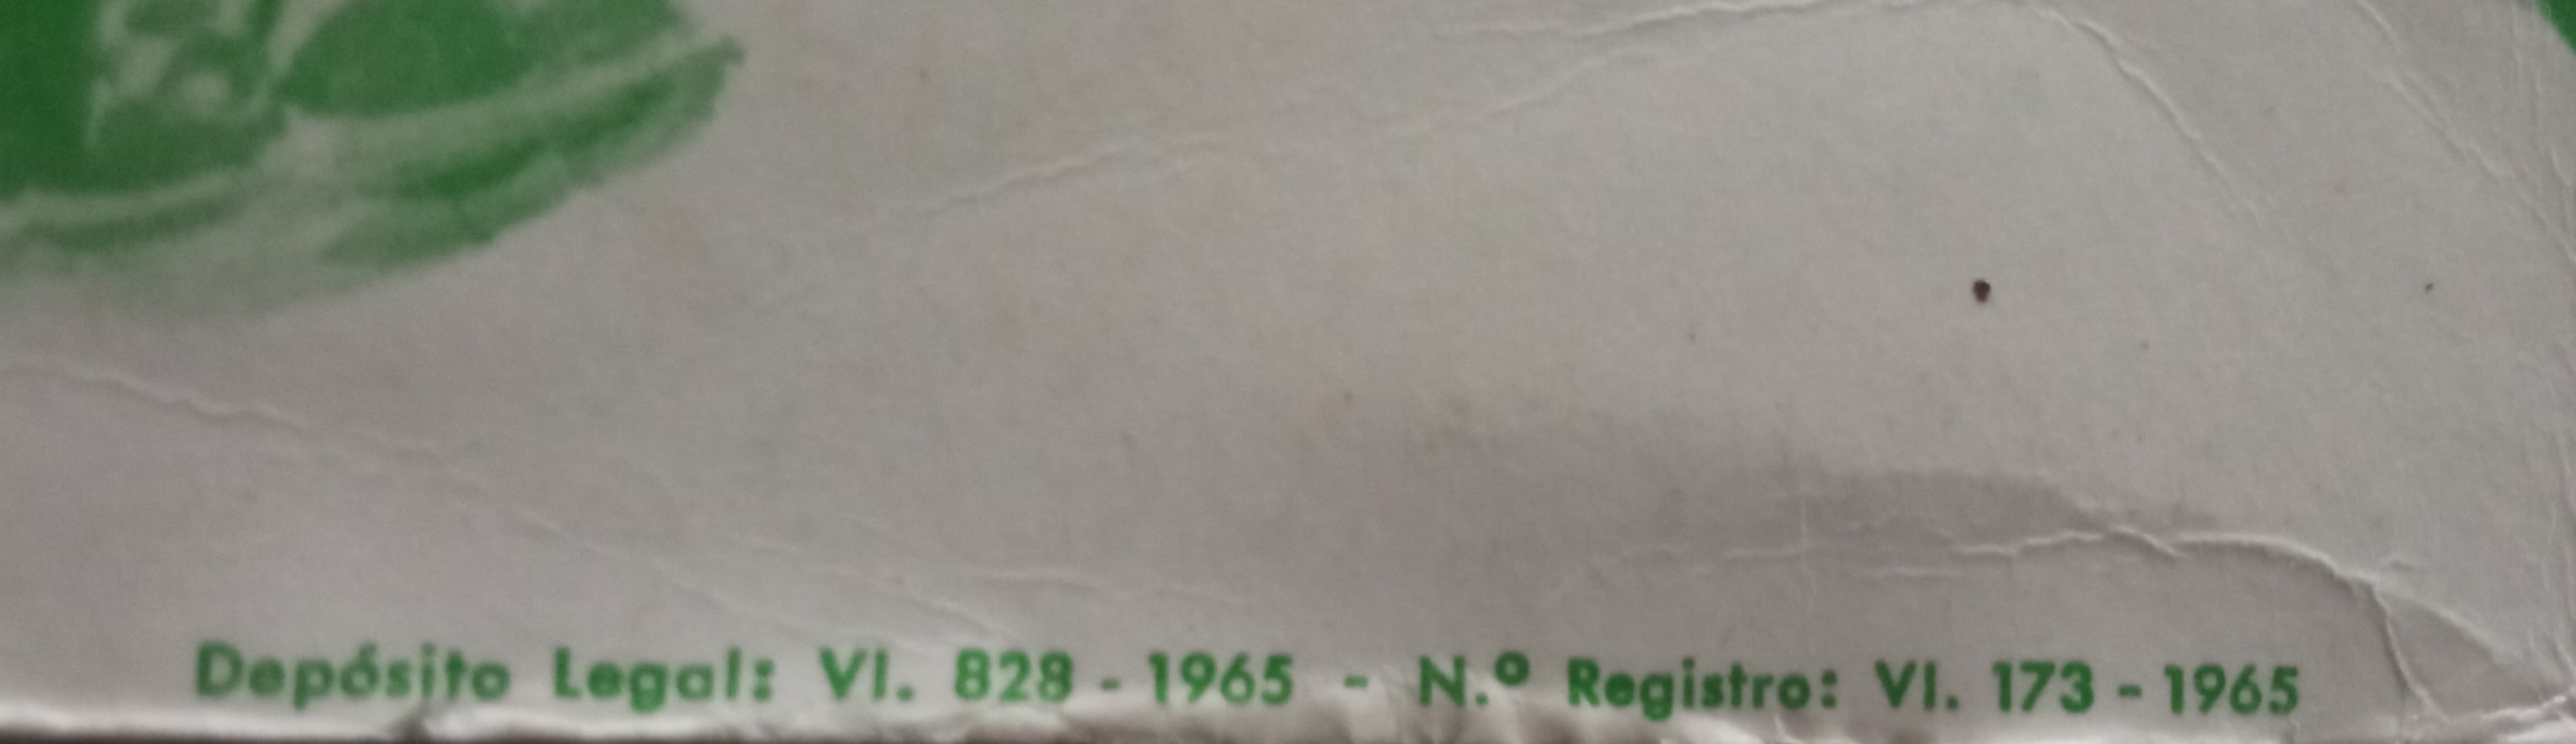 Depósito Legal: VI. 828 - 1965 - N.º Registro: VI. 173 - 1965